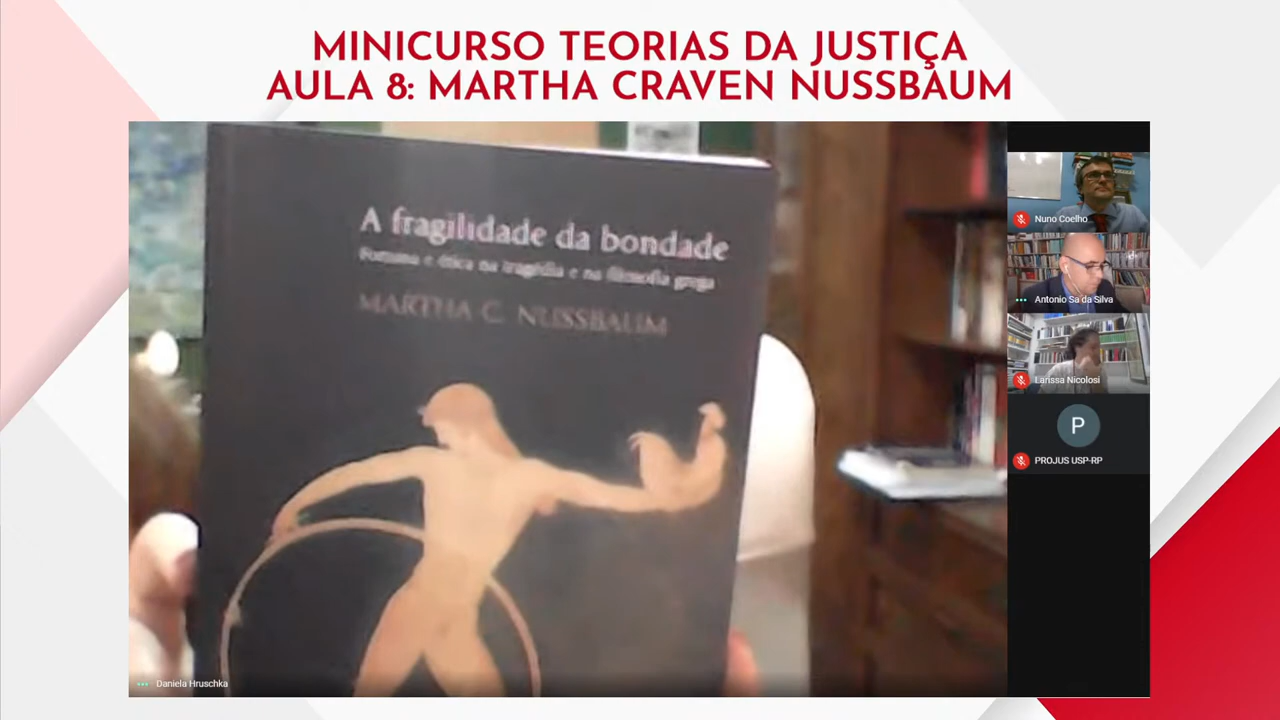 MINICURSO TEORIAS DA JUSTIÇA
AULA 8: MARTHA CRAVEN NUSSBAUM
A fragilidade da bondade
Fortuna e ética na tragédia e na filosofia grega
MARTHA C. NUSSBAUM
Nuno Coelho
Antonio Sa da Silva
Larissa Nicolosi
P
PROJUS USP-RP
Daniela Hruschka